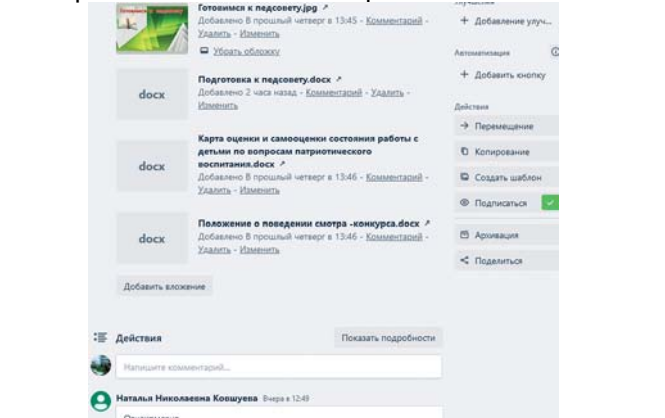 Готовимся к педсовету.jpg ↗
Добавлено В прошлый четверг в 13:45 - Комментарий -
Удалить - Изменить
Убрать обложку
docx
Подготовка к педсовету.docx ↗
Добавлено 2 часа назад - Комментарий - Удалить -
Изменить
docx
Карта оценки и самооценки состояния работы с
детьми по вопросам патриотического
воспитания.docx ↗
Добавлено В прошлый четверг в 13:46 - Комментарий -
Удалить - Изменить
docx
Положение о поведении смотра -конкурса.docx ↗
Добавлено В прошлый четверг в 13:46 - Комментарий -
Удалить - Изменить
Добавить вложение
Действия
Показать подробности
Напишите комментарий...
Наталья Николаевна Ковшуева Вчера в 12:49
+ Добавление улуч...
Автоматизация
+ Добавить кнопку
Действия
→ Перемещение
Копирование
Создать шаблон
Подписаться
Архивация
Поделиться